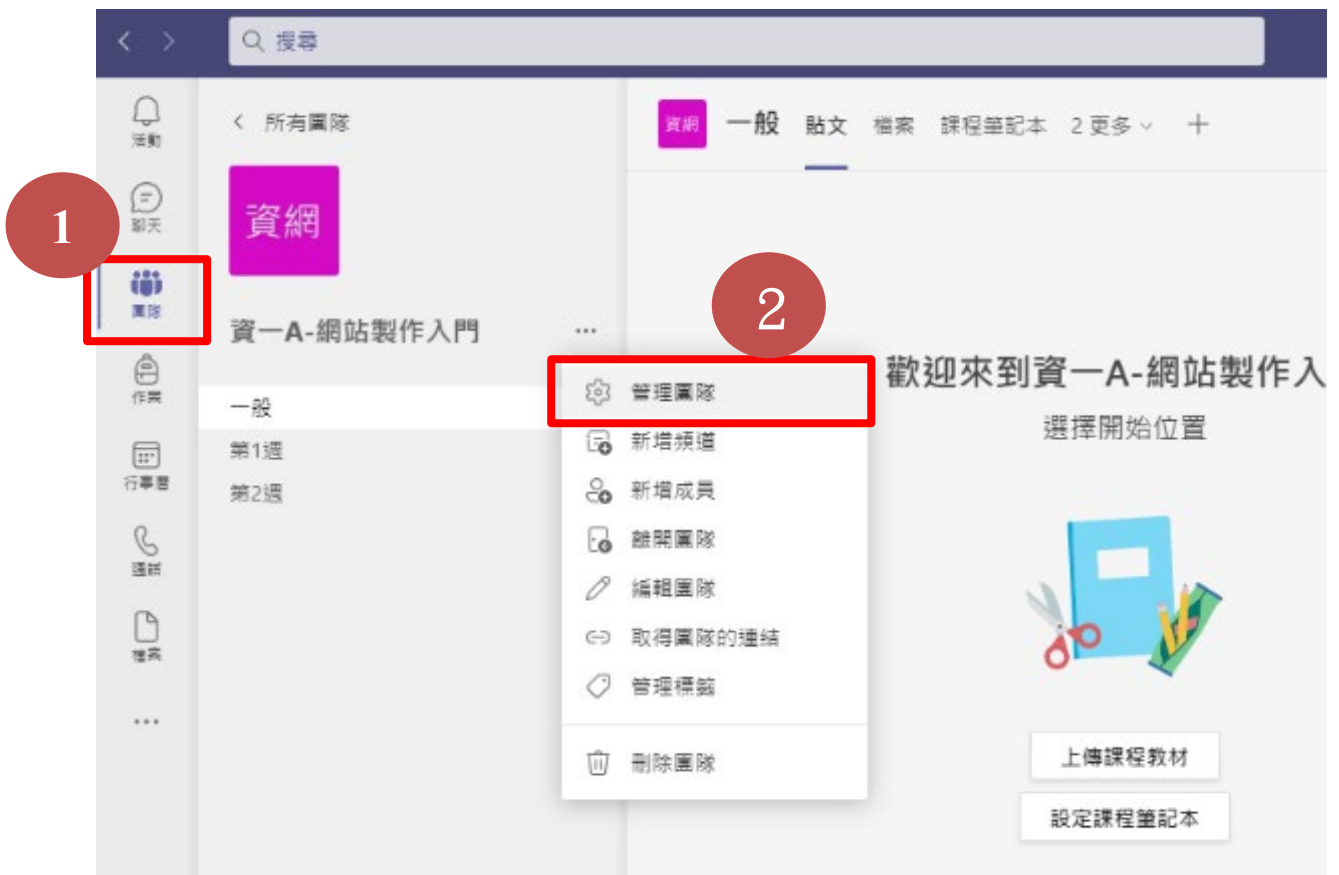 搜尋
活動
聊天
團隊
作業
行事曆
通話
檔案
1
所有團隊
資網
資一A-網站製作入門
一般
第1週
第2週
資網 一般 貼文 檔案 課程筆記本 2 更多
2
管理團隊
新增頻道
新增成員
離開團隊
編輯團隊
取得團隊的連結
管理標籤
刪除團隊
歡迎來到資一A-網站製作入
選擇開始位置
上傳課程教材
設定課程筆記本